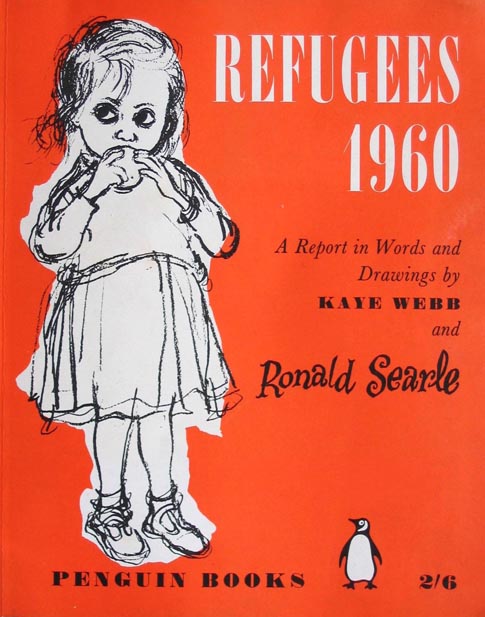 REFUGEES
1960
A Report in Words and
Drawings by
KAYE WEBB
and
Ronald Searle
PENGUIN BOOKS
2/6